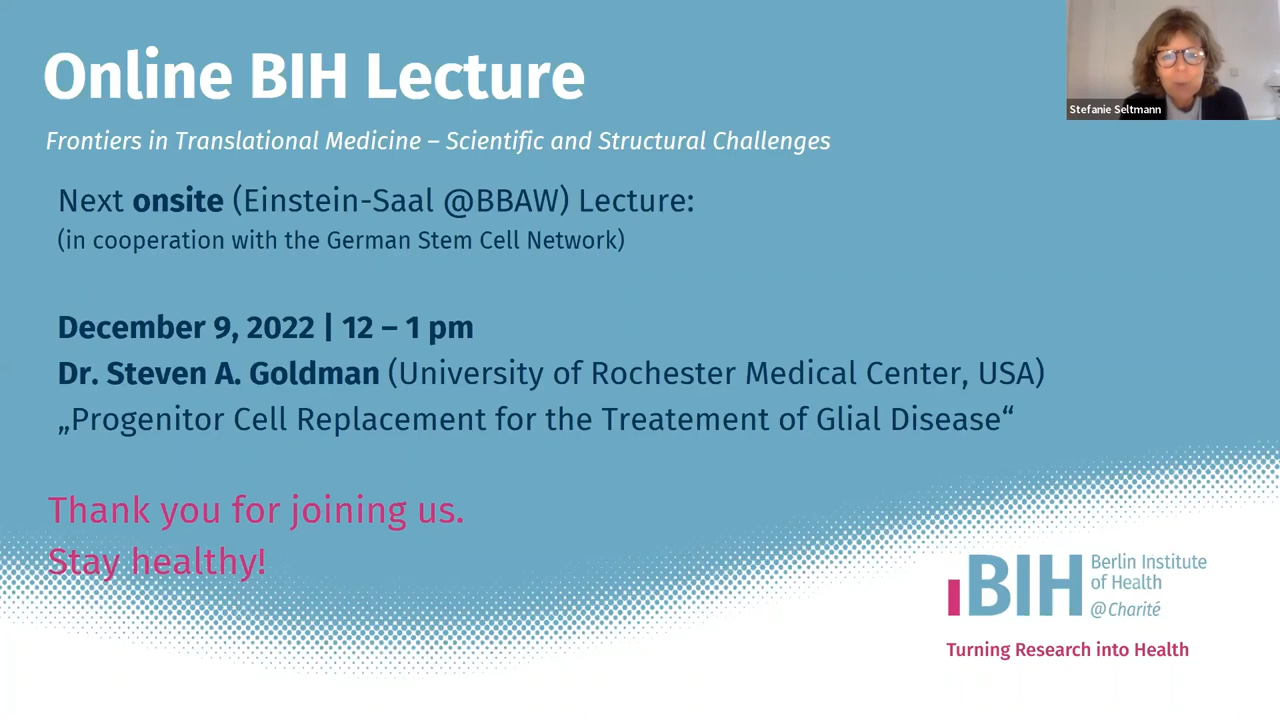 Online BIH Lecture
Stefanie Seltmann
Frontiers in Translational Medicine – Scientific and Structural Challenges
Next onsite (Einstein-Saal @BBAW) Lecture:
(in cooperation with the German Stem Cell Network)
December 9, 2022 | 12 – 1 pm
Dr. Steven A. Goldman (University of Rochester Medical Center, USA)
„Progenitor Cell Replacement for the Treatement of Glial Disease“
Thank you for joining us.
Stay healthy!
BIH
Berlin Institute
of Health
@Charité
Turning Research into Health